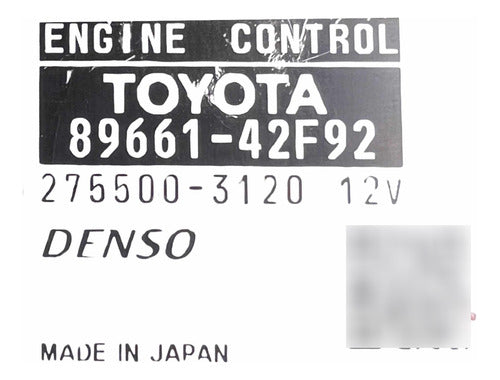 ENGINE CONTROL
TOYOTA
89661-42F92
275500-3120 12V
DENSO
MADE IN JAPAN